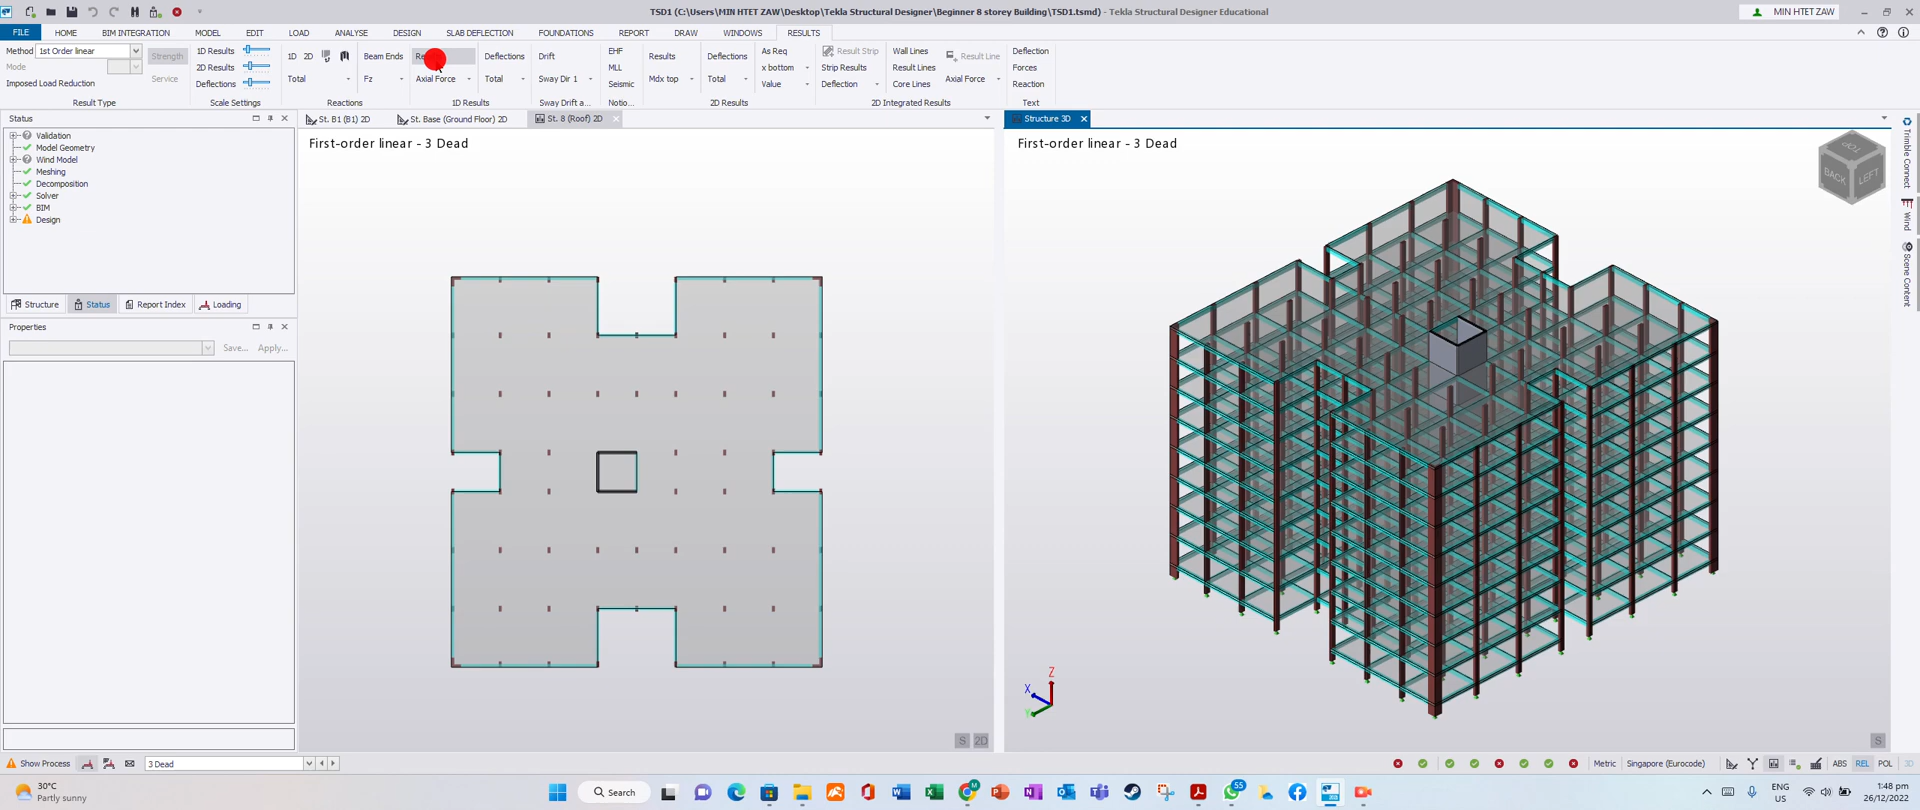 TSD1 (C:\Users\MIN HTET ZAW\Desktop\Tekla Structural Designer\Beginner 8 storey Building\TSD1.tsmd) - Tekla Structural Designer Educational
MIN HTET ZAW
FILE HOME BIM INTEGRATION MODEL EDIT LOAD ANALYSE DESIGN SLAB DEFLECTION FOUNDATIONS REPORT DRAW WINDOWS RESULTS
Method 1st Order linear Strength 1D Results 1D 2D Beam Ends Deflections Drift EHF Results Deflections As Req Result Strip Wall Lines Result Line Deflection
Mode 2D Results MLL x bottom Strip Results Result Lines Forces
Imposed Load Reduction Service Deflections Total Fz Axial Force Total Sway Dir 1 Seismic Mdx top Total Value Deflection Core Lines Axial Force Reaction
Result Type Scale Settings Reactions 1D Results Sway Drift a... Notio... 2D Results 2D Integrated Results Text
Status
Validation
Model Geometry
Wind Model
Meshing
Decomposition
Solver
BIM
Design
Structure Status Report Index Loading
Properties
Save... Apply...
St. B1 (B1) 2D St. Base (Ground Floor) 2D St. 8 (Roof) 2D
First-order linear - 3 Dead
S 2D
Structure 3D
First-order linear - 3 Dead
TOP
BACK LEFT
Z
X
Y
S
Trimble Connect
Wind
Scene Content
Show Process 3 Dead Metric Singapore (Eurocode) ABS REL POL 3D
30°C
Partly sunny
Search
55
ENG
US
1:48 pm
26/12/2022